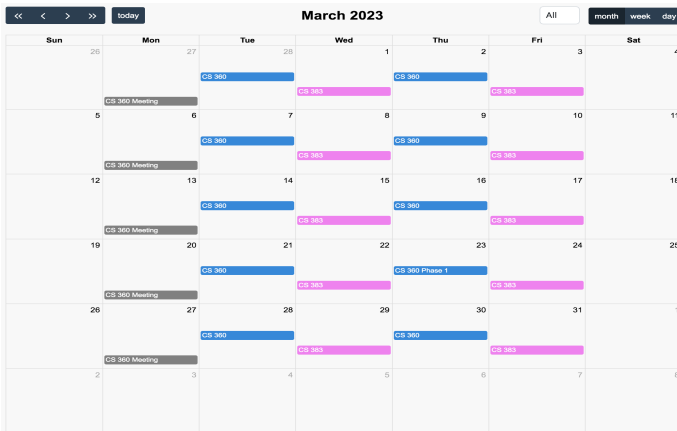 « < > » today March 2023 All month week day
Sun Mon Tue Wed Thu Fri Sat
26 27 28 1 2 3 4
CS 360 CS 360
CS 383 CS 383
CS 360 Meeting
5 6 7 8 9 10 11
CS 360 CS 360
CS 383 CS 383
CS 360 Meeting
12 13 14 15 16 17 18
CS 360 CS 360
CS 383 CS 383
CS 360 Meeting
19 20 21 22 23 24 25
CS 360 CS 360 Phase 1
CS 383 CS 383
CS 360 Meeting
26 27 28 29 30 31 1
CS 360 CS 360
CS 383 CS 383
CS 360 Meeting
2 3 4 5 6 7 8